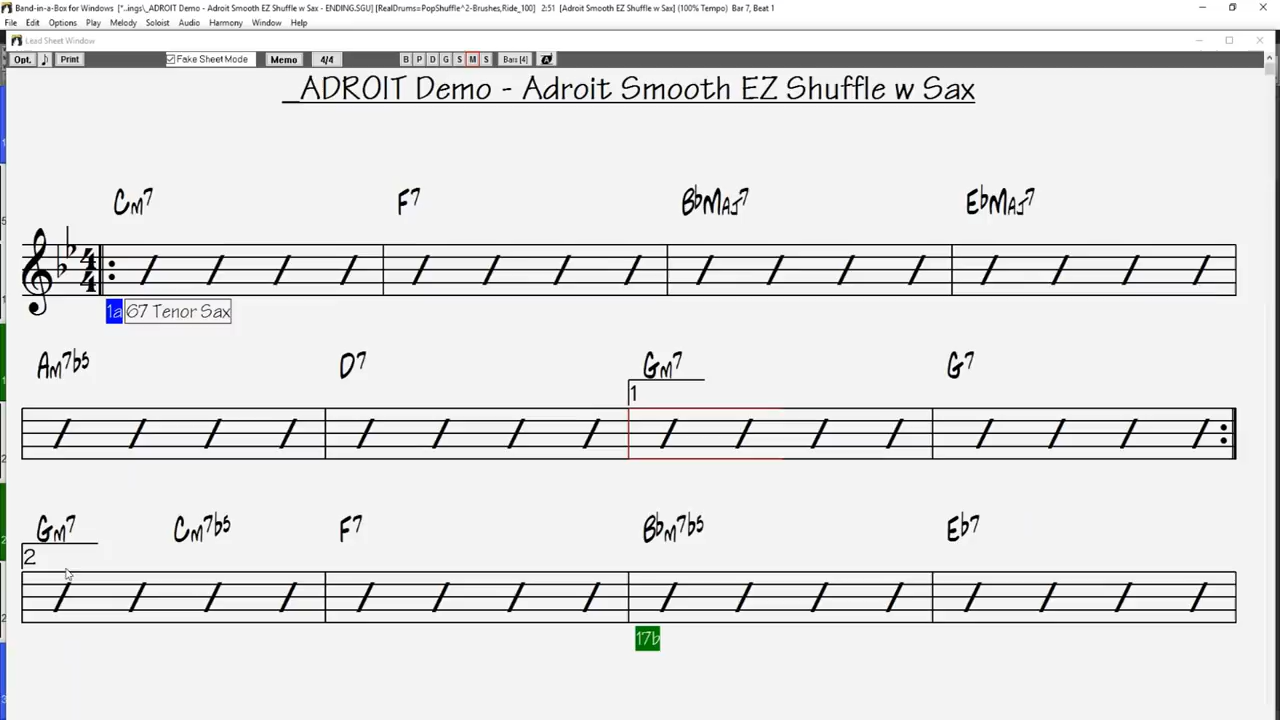 Band-in-a-Box for Windows [*..ings\_ADROIT Demo - Adroit Smooth EZ Shuffle w Sax - ENDING.SGU] [RealDrums=PopShuffle^2-Brushes,Ride_100] 2:51 [Adroit Smooth EZ Shuffle w Sax] (100% Tempo) Bar 7, Beat 1
File Edit Options Play Melody Soloist Audio Harmony Window Help
Lead Sheet Window
Opt. Print Fake Sheet Mode Memo 4/4 B P D G S M S Bars [4]
_ADROIT Demo - Adroit Smooth EZ Shuffle w Sax
Cm7 F7 BbMaj7 EbMaj7
4/4
1a 67 Tenor Sax
Am7b5 D7 Gm7 G7
1
Gm7 Cm7b5 F7 Bbm7b5 Eb7
2
17b